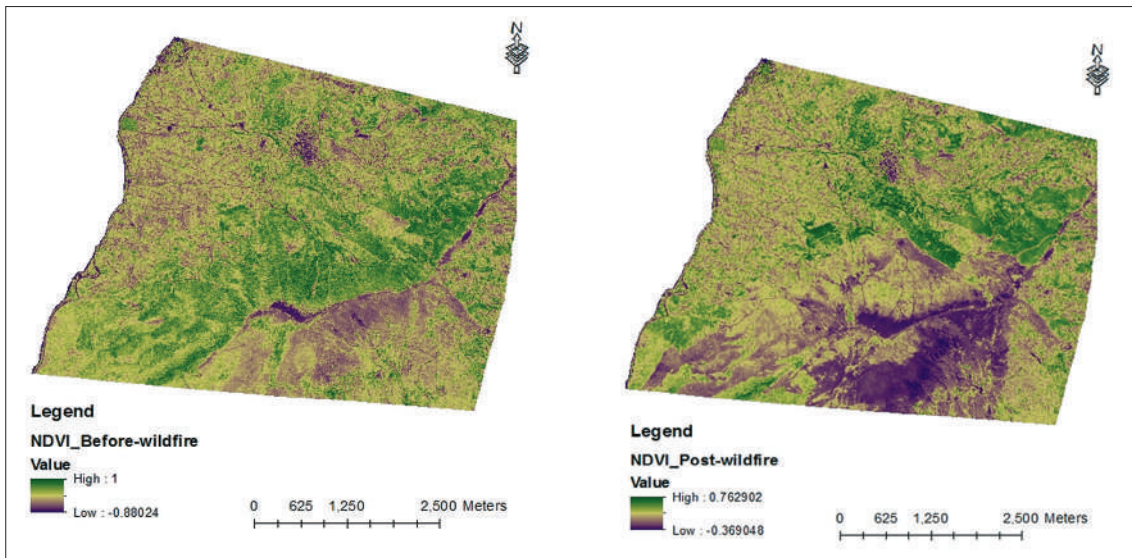 N
Legend
NDVI_Before-wildfire
Value
High : 1
Low : -0.88024
0 625 1,250 2,500 Meters
N
Legend
NDVI_Post-wildfire
Value
High : 0.762902
Low : -0.369048
0 625 1,250 2,500 Meters